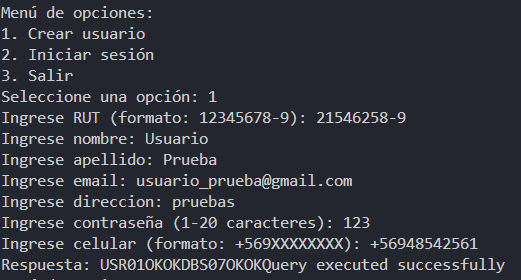 Menú de opciones:
1. Crear usuario
2. Iniciar sesión
3. Salir
Seleccione una opción: 1
Ingrese RUT (formato: 12345678-9): 21546258-9
Ingrese nombre: Usuario
Ingrese apellido: Prueba
Ingrese email: usuario_prueba@gmail.com
Ingrese direccion: pruebas
Ingrese contraseña (1-20 caracteres): 123
Ingrese celular (formato: +569XXXXXXXX): +56948542561
Respuesta: USR01OKOKDBS07OKOKQuery executed successfully